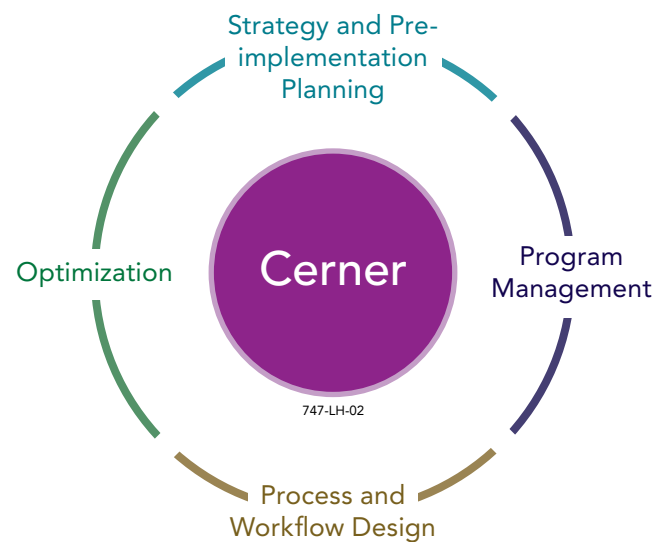 Strategy and Pre-
implementation
Planning
Program
Management
Optimization
Cerner
747-LH-02
Process and
Workflow Design